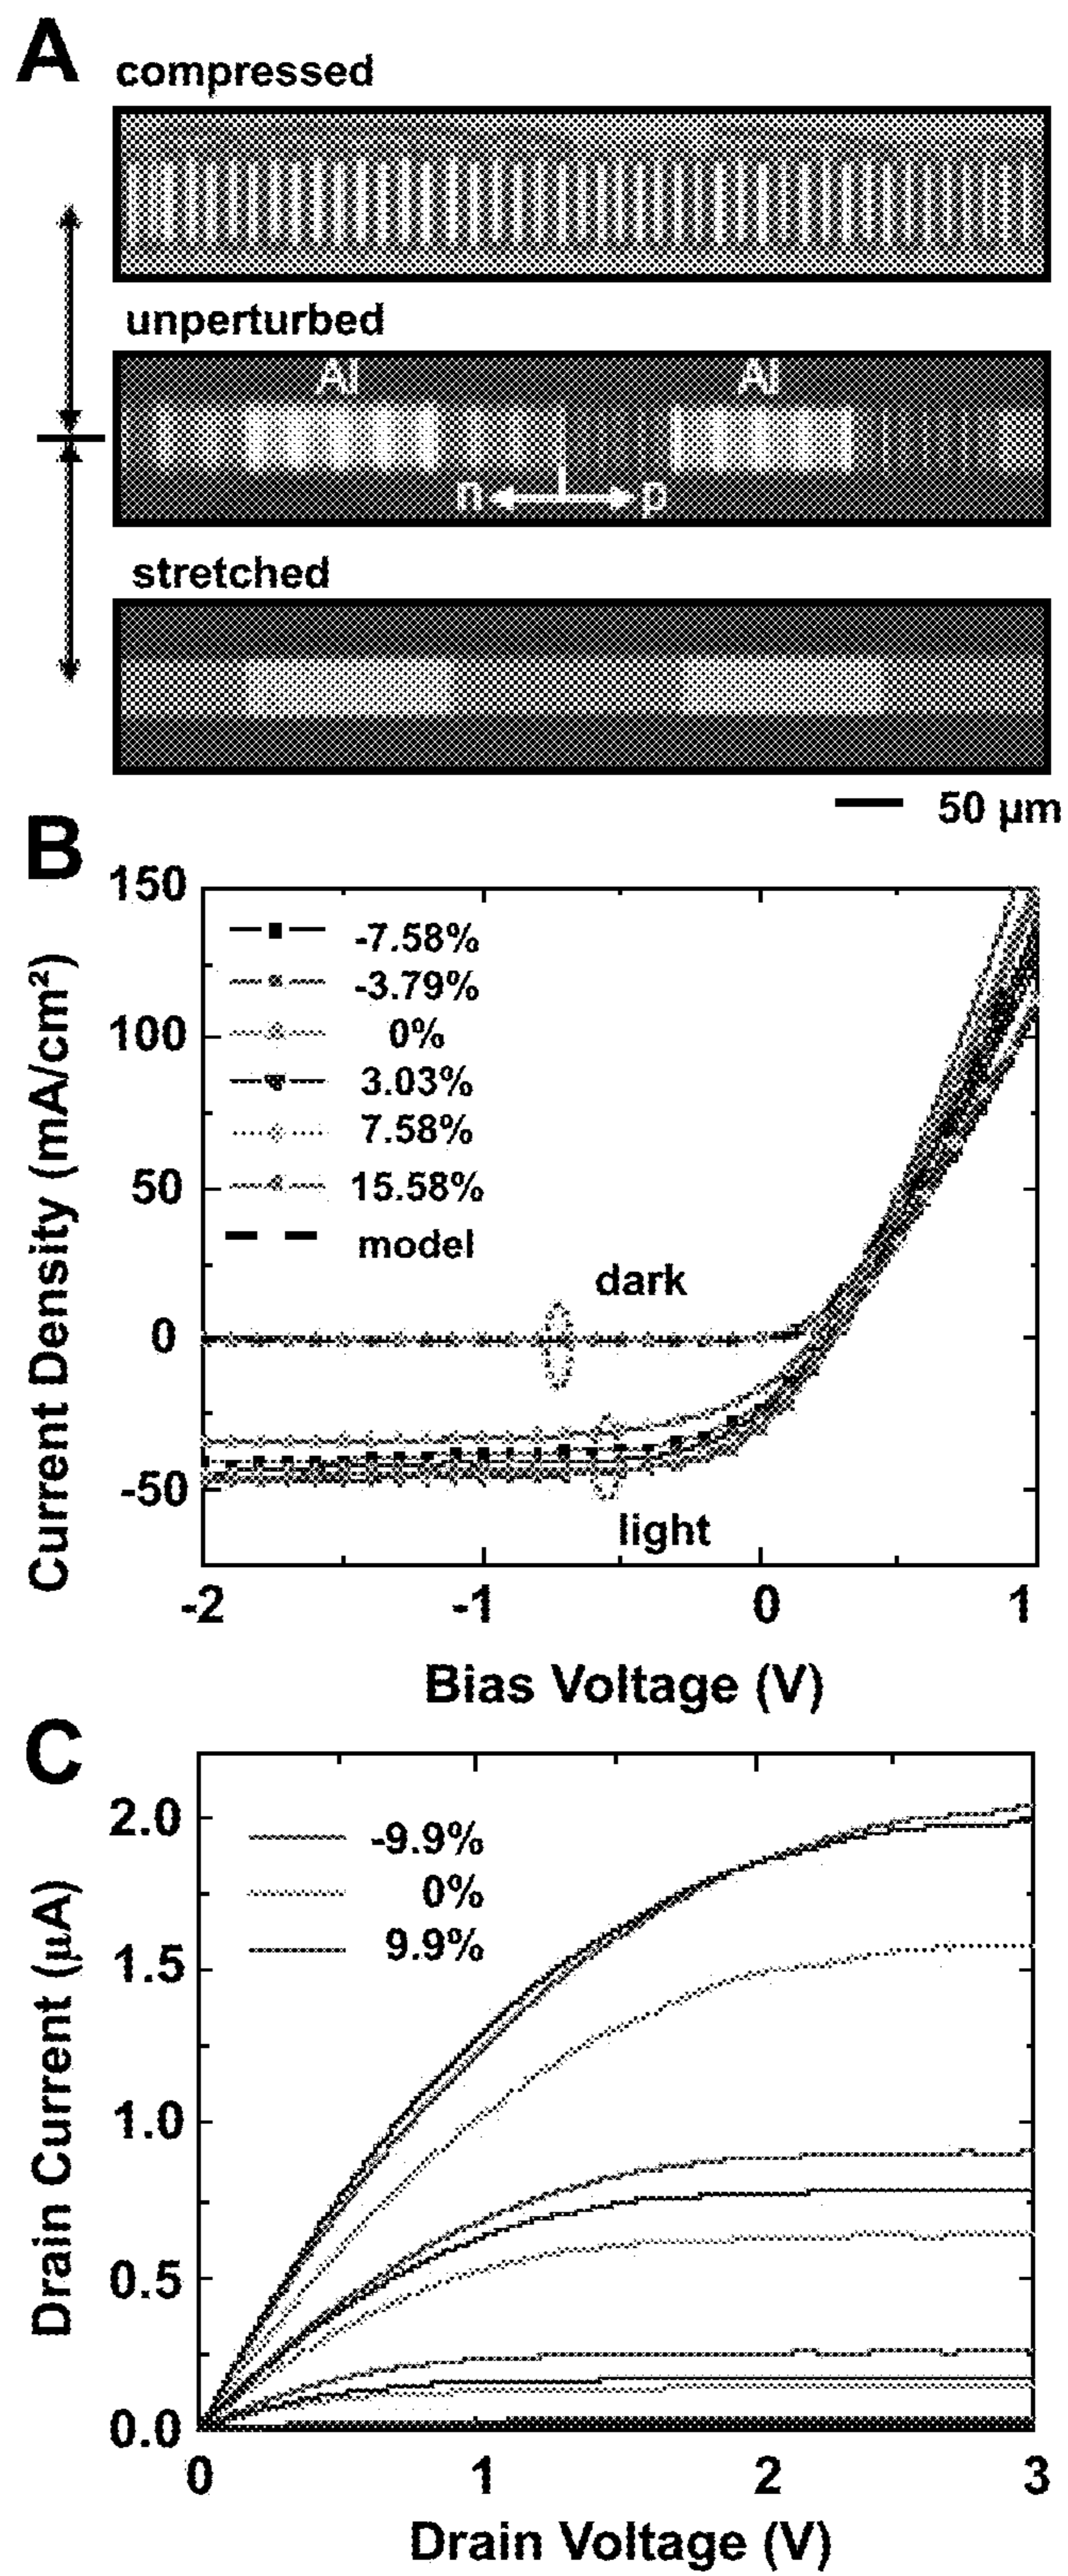 A
compressed
unperturbed
Al Al
n p
stretched
50 µm
B
150
100
50
0
-50
Current Density (mA/cm²)
-7.58%
-3.79%
0%
3.03%
7.58%
15.58%
model
dark
light
-2 -1 0 1
Bias Voltage (V)
C
2.0
1.5
1.0
0.5
0.0
Drain Current (µA)
-9.9%
0%
9.9%
0 1 2 3
Drain Voltage (V)